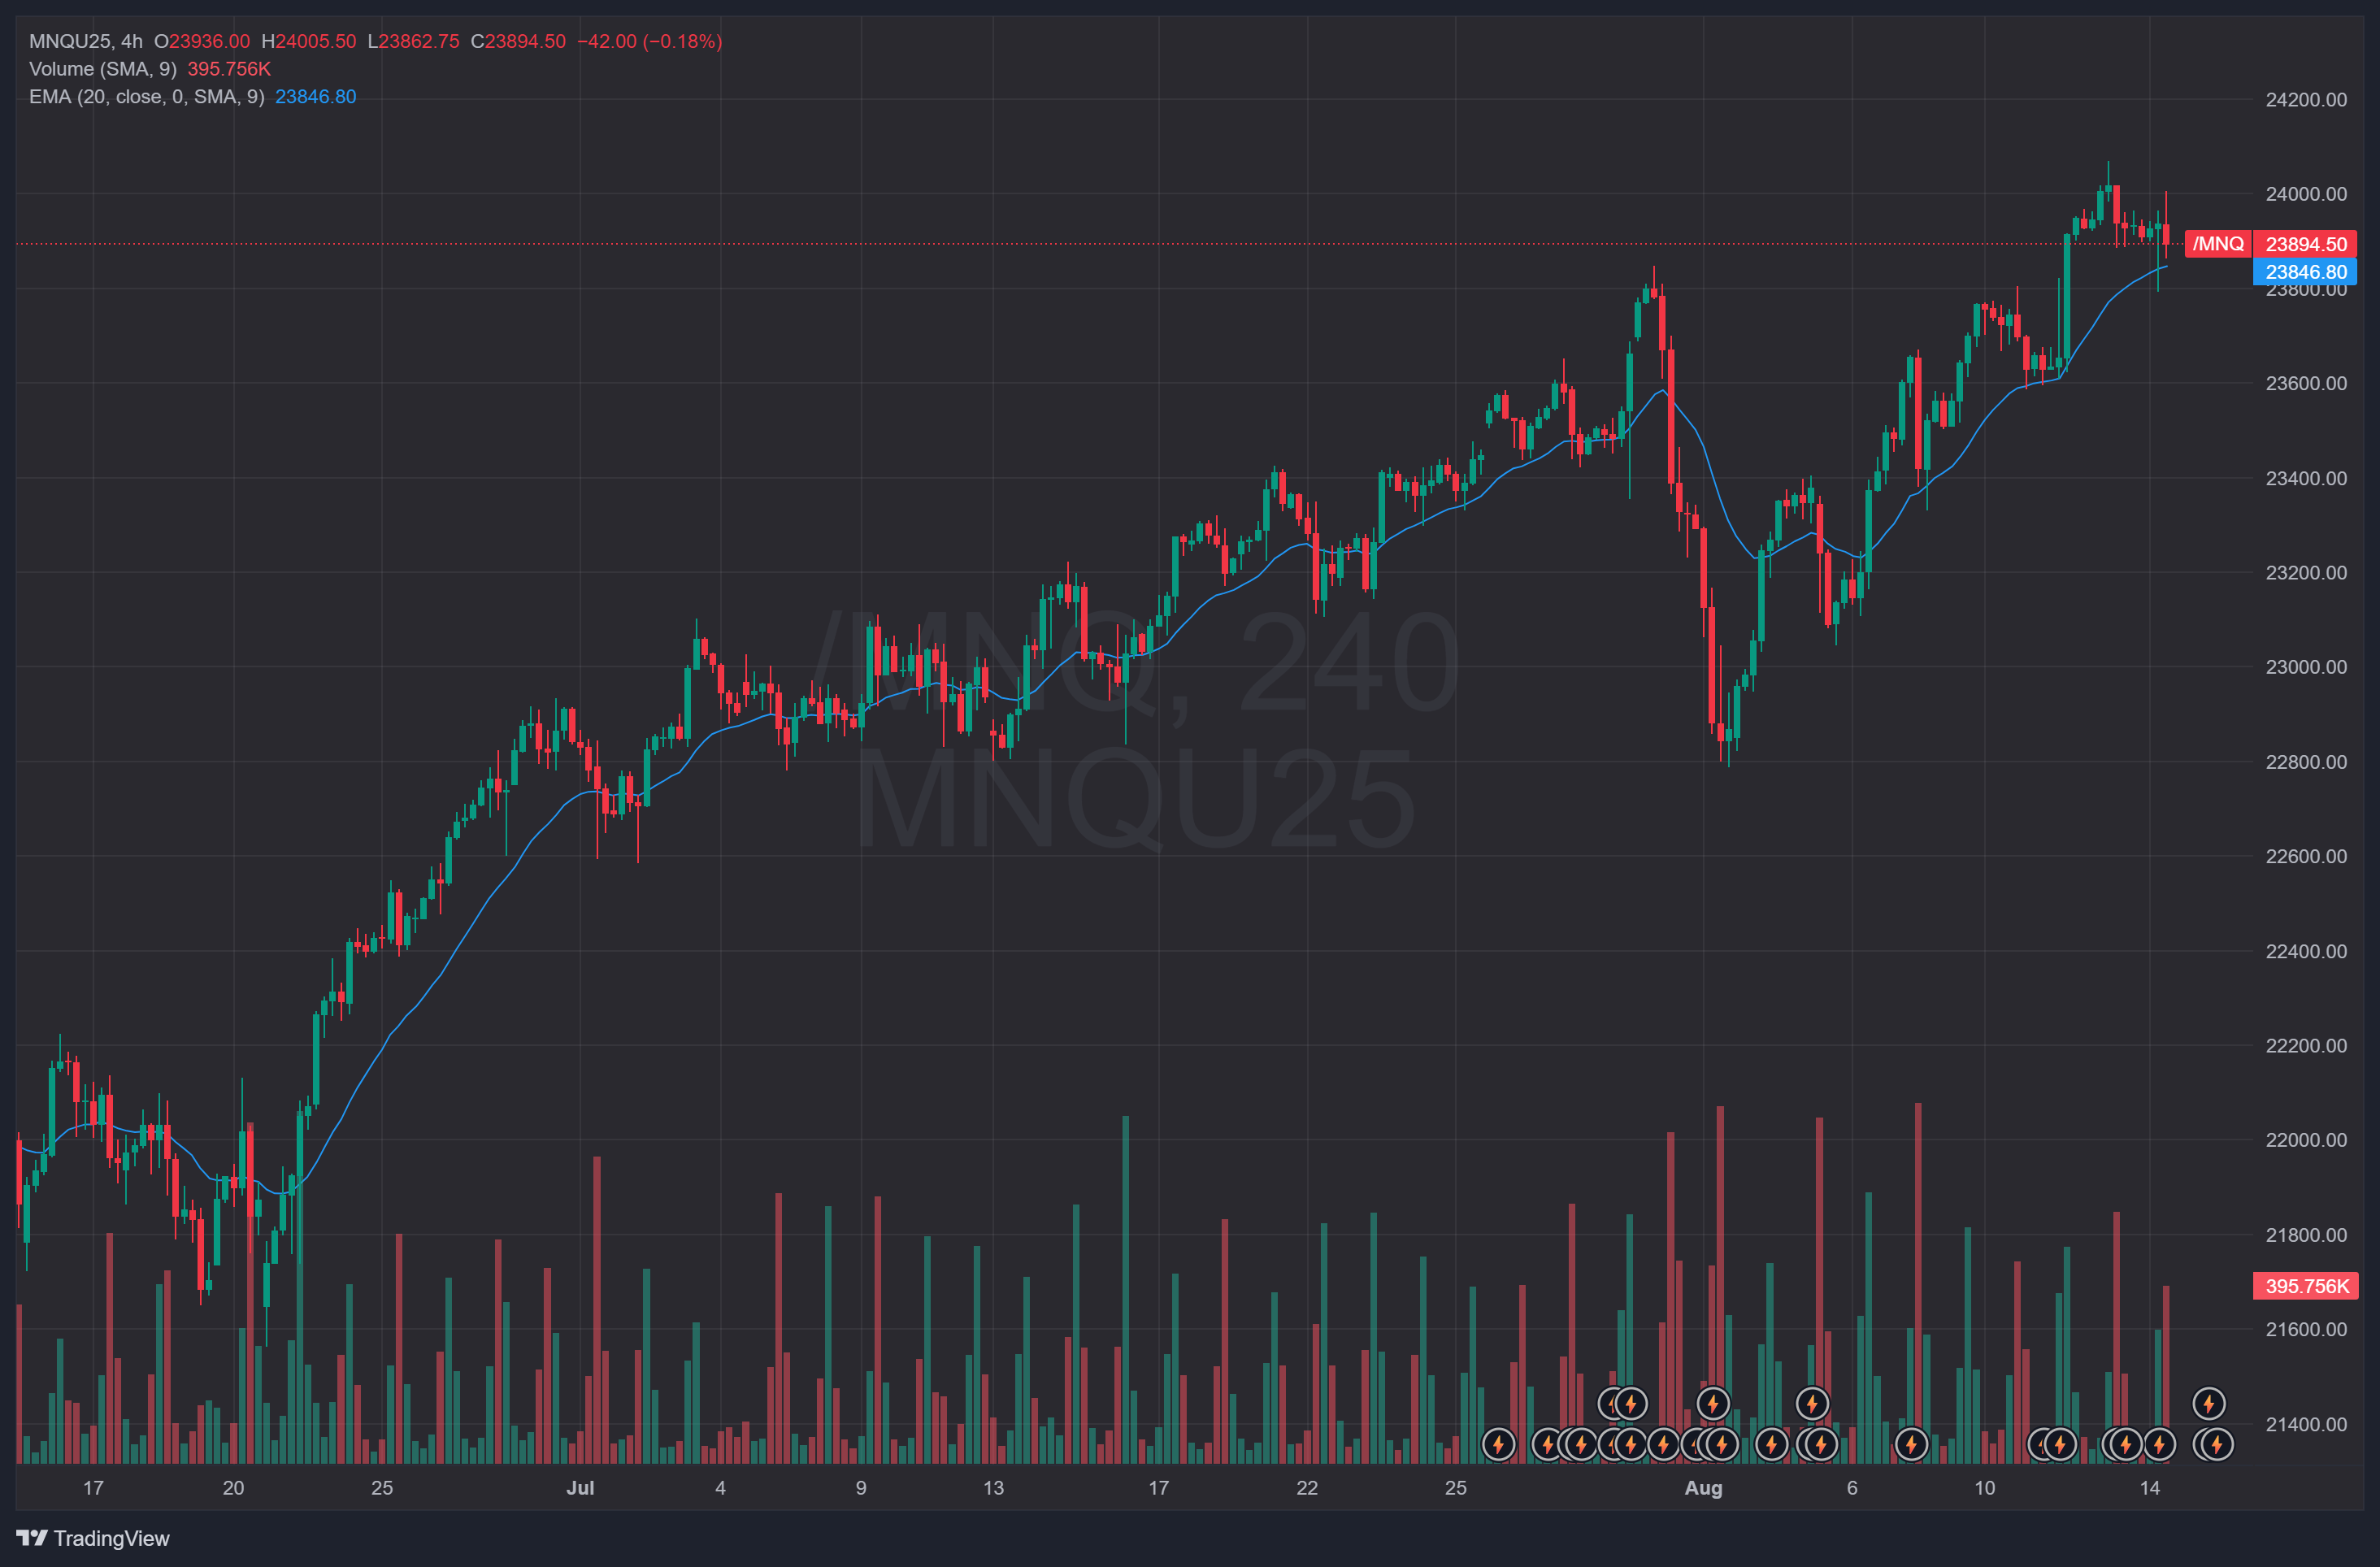 MNQU25, 4h O23936.00 H24005.50 L23862.75 C23894.50 −42.00 (−0.18%)
Volume (SMA, 9) 395.756K
EMA (20, close, 0, SMA, 9) 23846.80
24200.00
24000.00
/MNQ 23894.50
23846.80
23800.00
23600.00
23400.00
23200.00
/MNQ, 240
23000.00
MNQU25
22800.00
22600.00
22400.00
22200.00
22000.00
21800.00
395.756K
21600.00
21400.00
17 20 25 Jul 4 9 13 17 22 25 Aug 6 10 14
TradingView